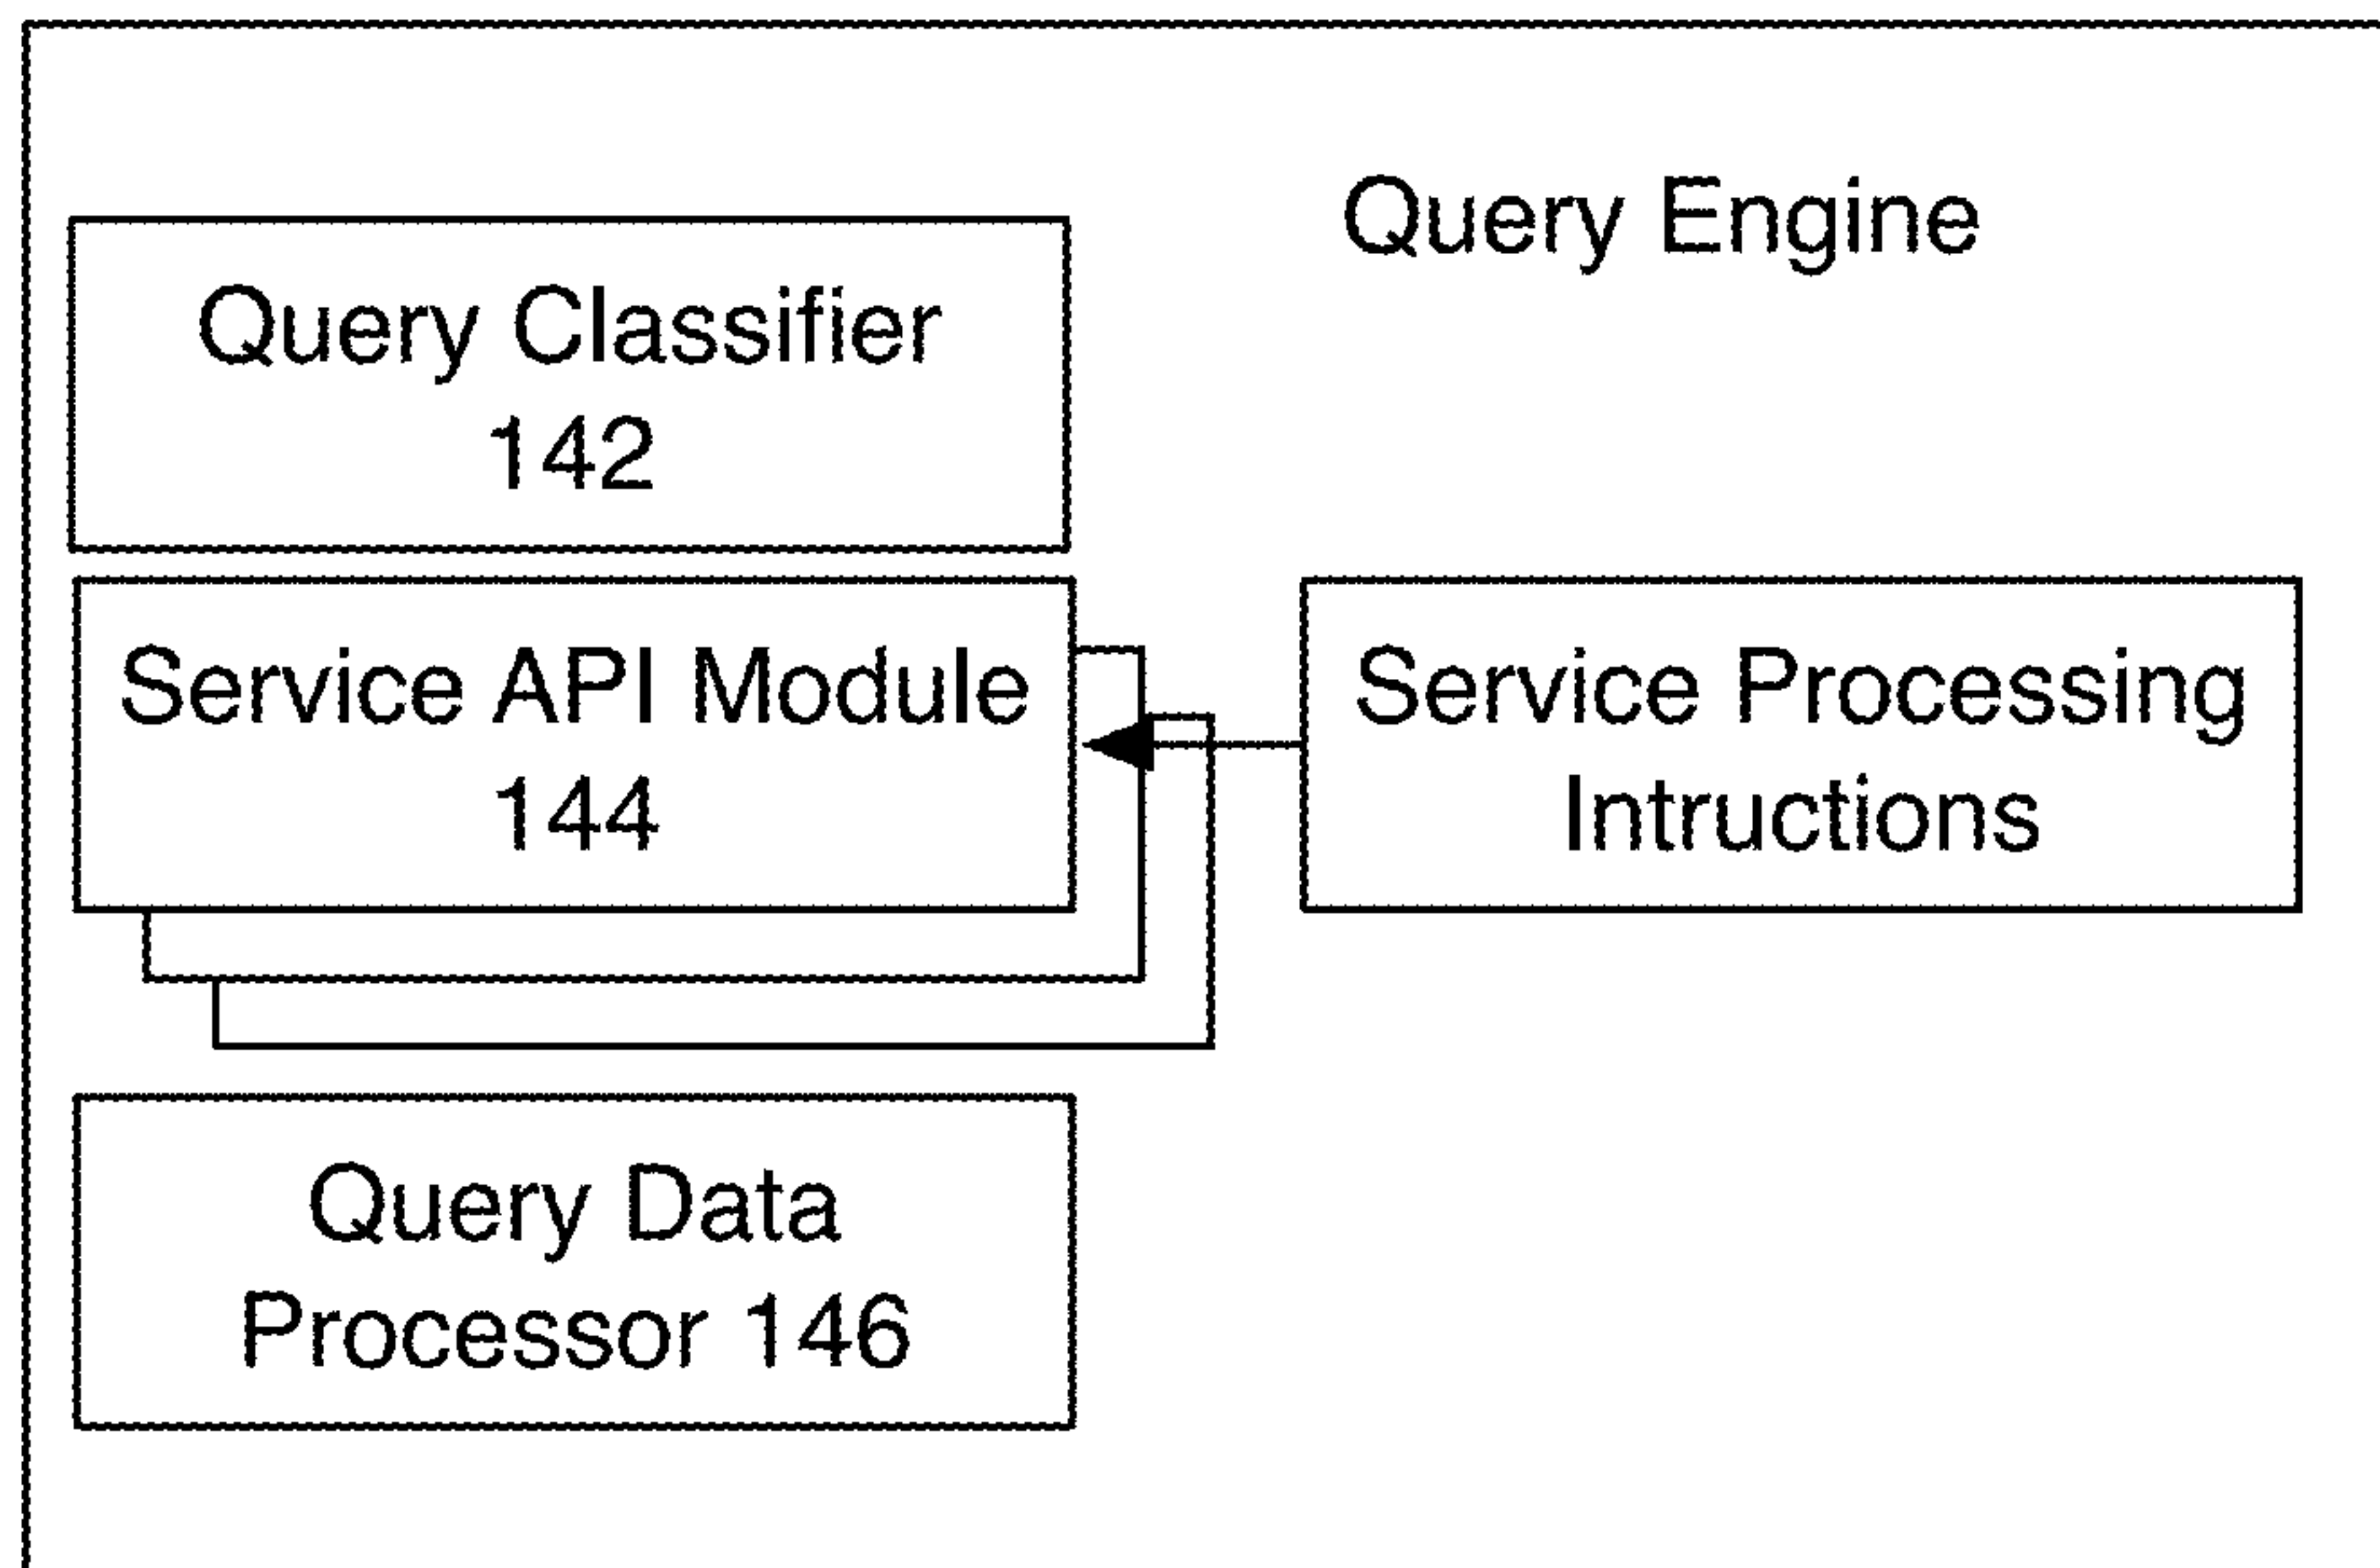 Query Engine
Query Classifier
142
Service API Module
144
Service Processing
Intructions
Query Data
Processor 146